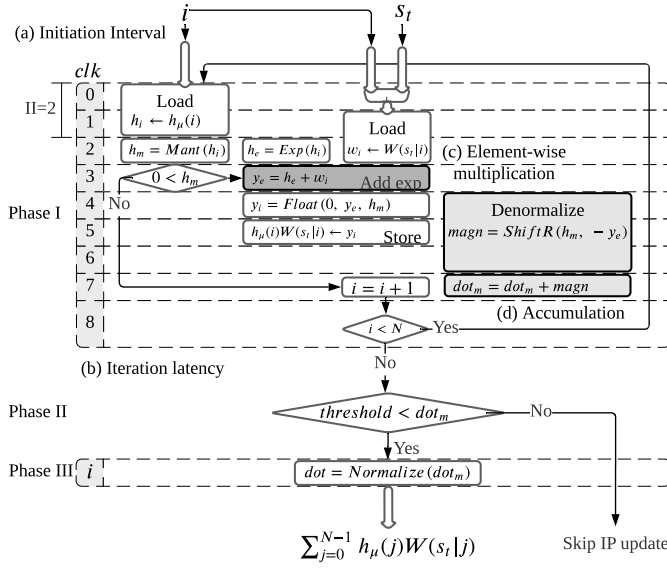 i
s_t
(a) Initiation Interval
clk
0
Load
h_i ← h_μ(i)
II=2
1
Load
w_i ← W(s_t|i)
2
h_m = Mant(h_i)
h_e = Exp(h_i)
(c) Element-wise
multiplication
3
0 < h_m
y_e = h_e + w_i
Add exp
No
Phase I
4
y_i = Float(0, y_e, h_m)
Denormalize
magn = ShiftR(h_m, − y_e)
5
h_μ(i)W(s_t|i) ← y_i
Store
6
7
i = i + 1
dot_m = dot_m + magn
(d) Accumulation
8
i < N
Yes
(b) Iteration latency
No
Phase II
threshold < dot_m
No
Yes
Phase III
i
dot = Normalize(dot_m)
∑_{j=0}^{N−1} h_μ(j)W(s_t|j)
Skip IP update